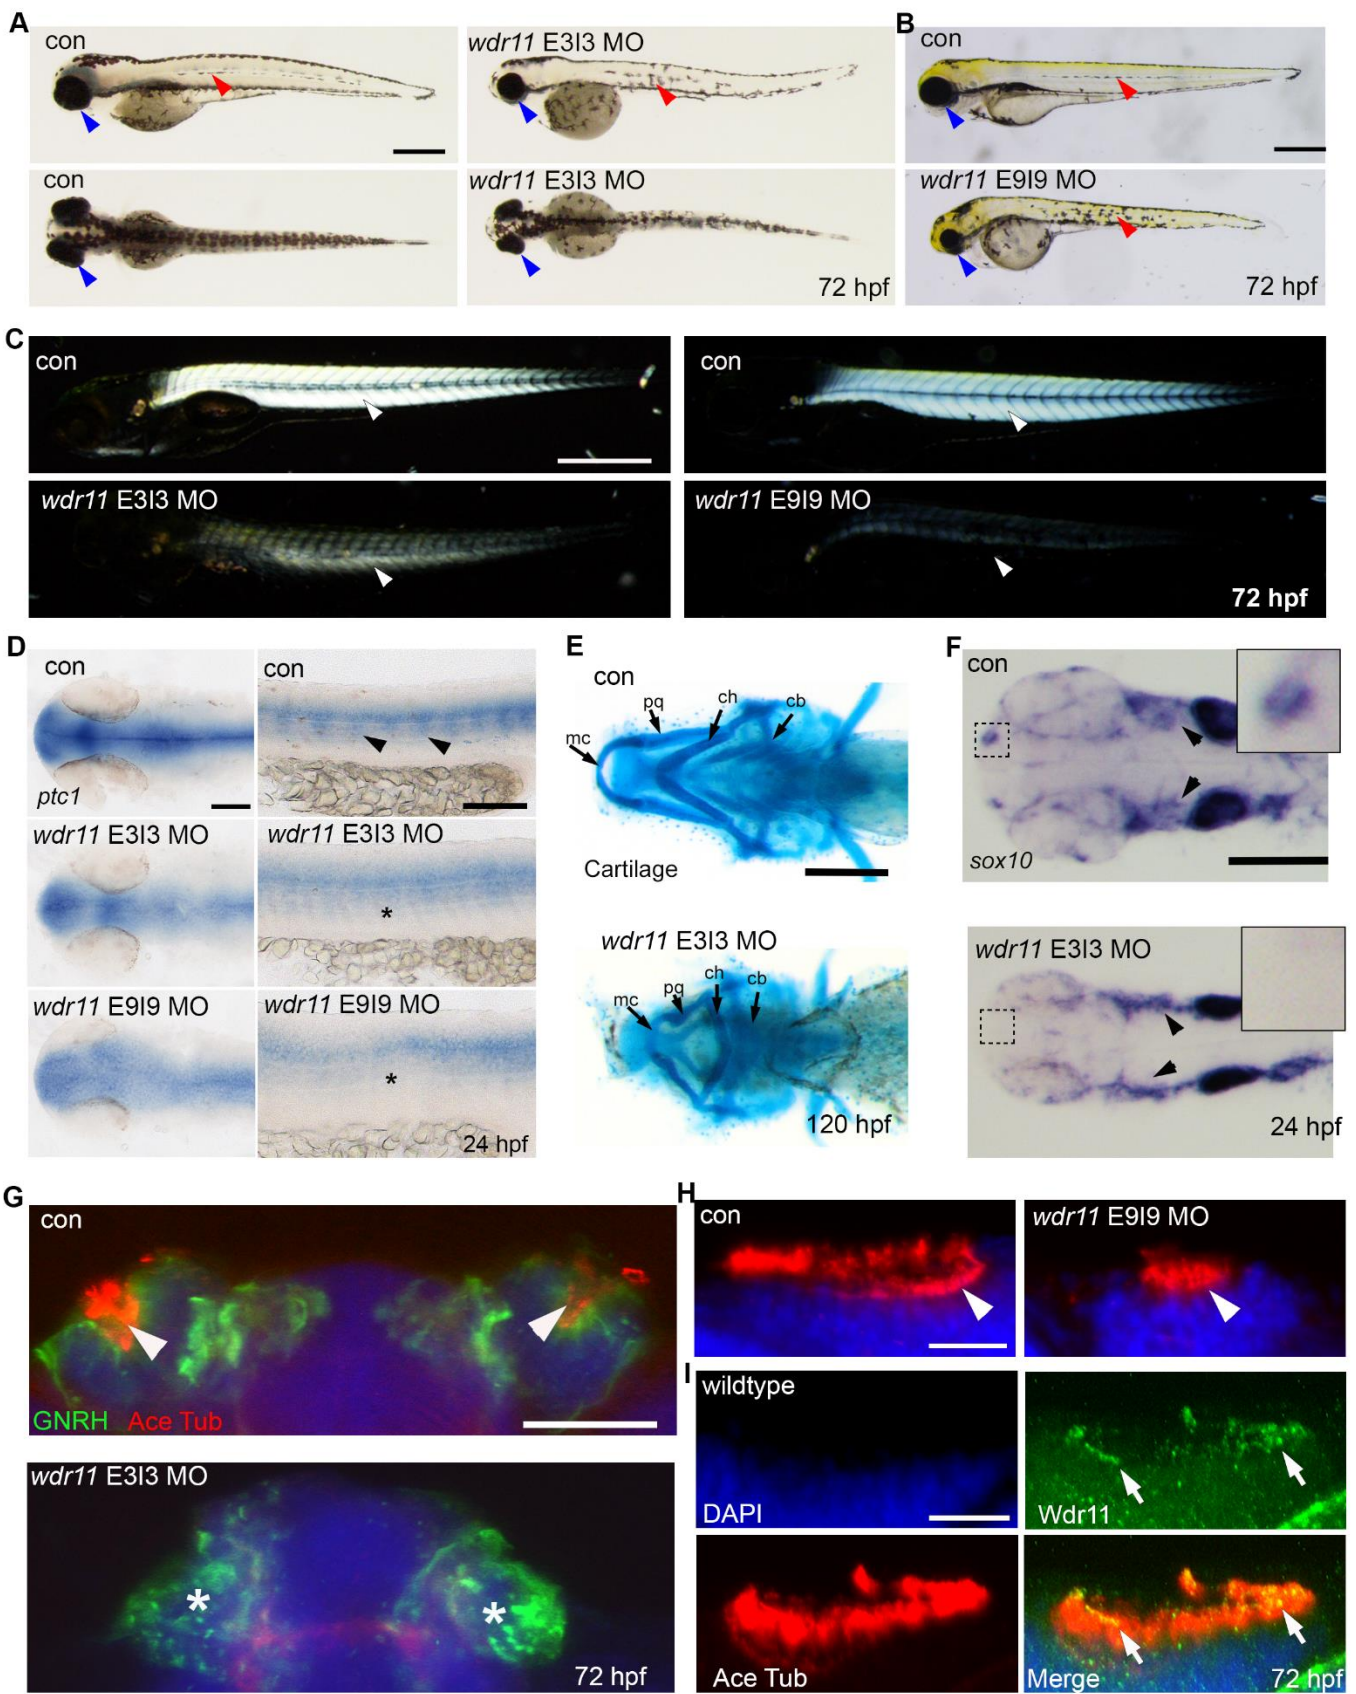 A
con
wdr11 E3I3 MO
con
wdr11 E3I3 MO
72 hpf
B
con
wdr11 E9I9 MO
72 hpf
C
con
con
wdr11 E3I3 MO
wdr11 E9I9 MO
72 hpf
D
con
con
ptc1
wdr11 E3I3 MO
wdr11 E3I3 MO
*
wdr11 E9I9 MO
wdr11 E9I9 MO
*
24 hpf
E
con
mc
pq
ch
cb
Cartilage
wdr11 E3I3 MO
mc
pq
ch
cb
120 hpf
F
con
sox10
wdr11 E3I3 MO
24 hpf
G
con
GNRH Ace Tub
wdr11 E3I3 MO
* *
72 hpf
H
con
wdr11 E9I9 MO
I
wildtype
DAPI
Wdr11
Ace Tub
Merge
72 hpf